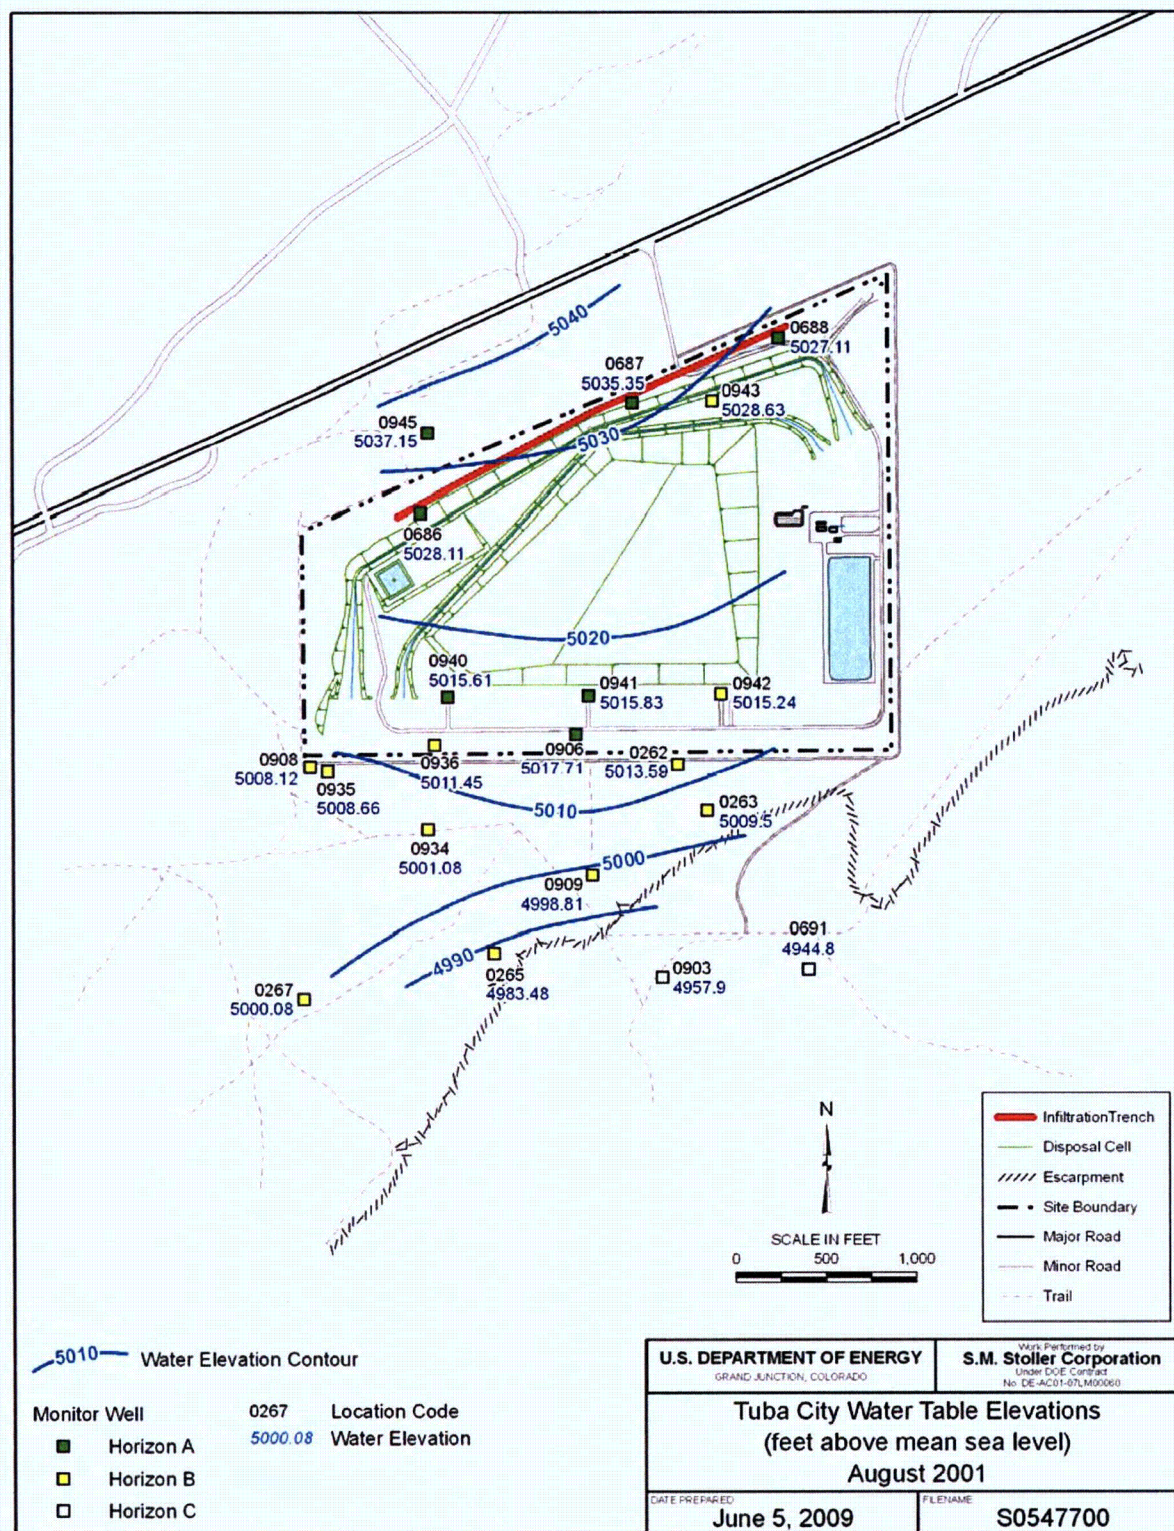 5040
0688
5027.11
0687
5035.35
0943
5028.63
0945
5037.15
5030
0686
5028.11
5020
0940
5015.61
0941
5015.83
0942
5015.24
0908
5008.12
0935
5008.66
0936
5011.45
0906
5017.71
0262
5013.59
5010
0263
5009.5
0934
5001.08
5000
0909
4998.81
4990
0265
4983.48
0691
4944.8
0903
4957.9
0267
5000.08
N
SCALE IN FEET
0 500 1,000
InfiltrationTrench
Disposal Cell
Escarpment
Site Boundary
Major Road
Minor Road
Trail
5010 Water Elevation Contour
Monitor Well
Horizon A
Horizon B
Horizon C
0267 Location Code
5000.08 Water Elevation
U.S. DEPARTMENT OF ENERGY
GRAND JUNCTION, COLORADO
Work Performed by
S.M. Stoller Corporation
Under DOE Contract
No. DE-AC01-07LM00060
Tuba City Water Table Elevations
(feet above mean sea level)
August 2001
DATE PREPARED
June 5, 2009
FILENAME
S0547700